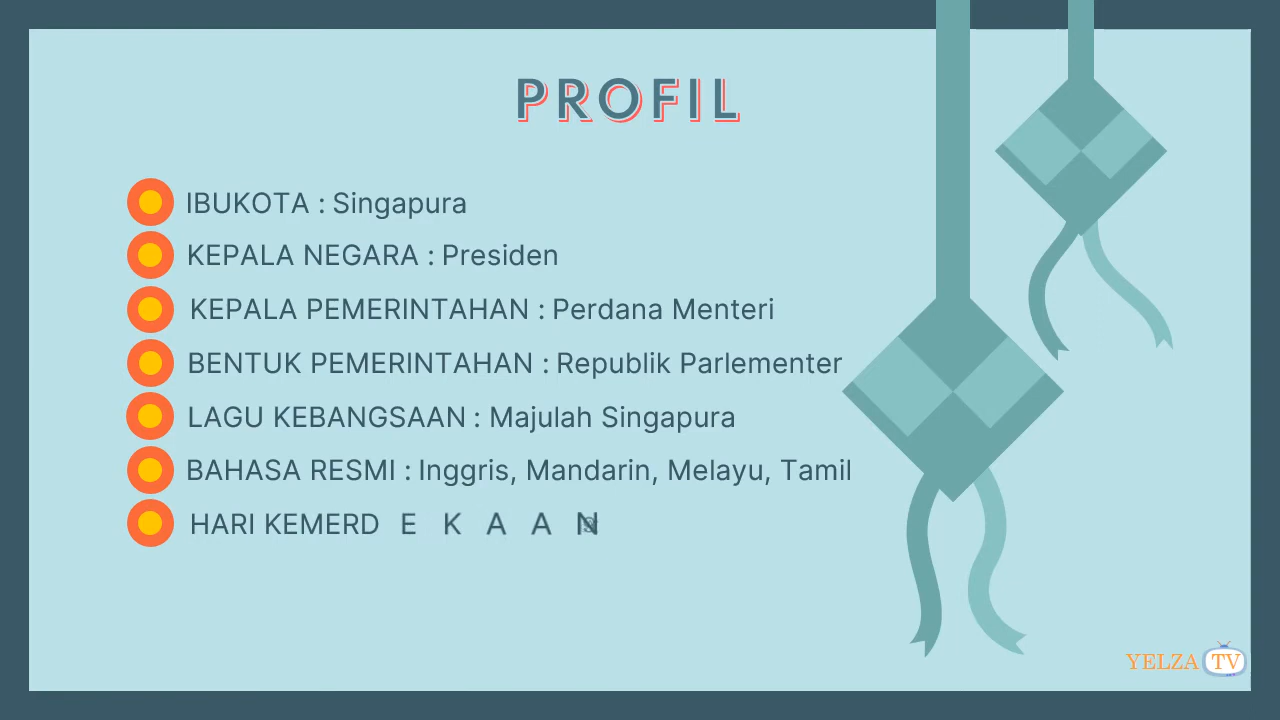 PROFIL
IBUKOTA : Singapura
KEPALA NEGARA : Presiden
KEPALA PEMERINTAHAN : Perdana Menteri
BENTUK PEMERINTAHAN : Republik Parlementer
LAGU KEBANGSAAN : Majulah Singapura
BAHASA RESMI : Inggris, Mandarin, Melayu, Tamil
HARI KEMERDEKAAN
YELZA TV